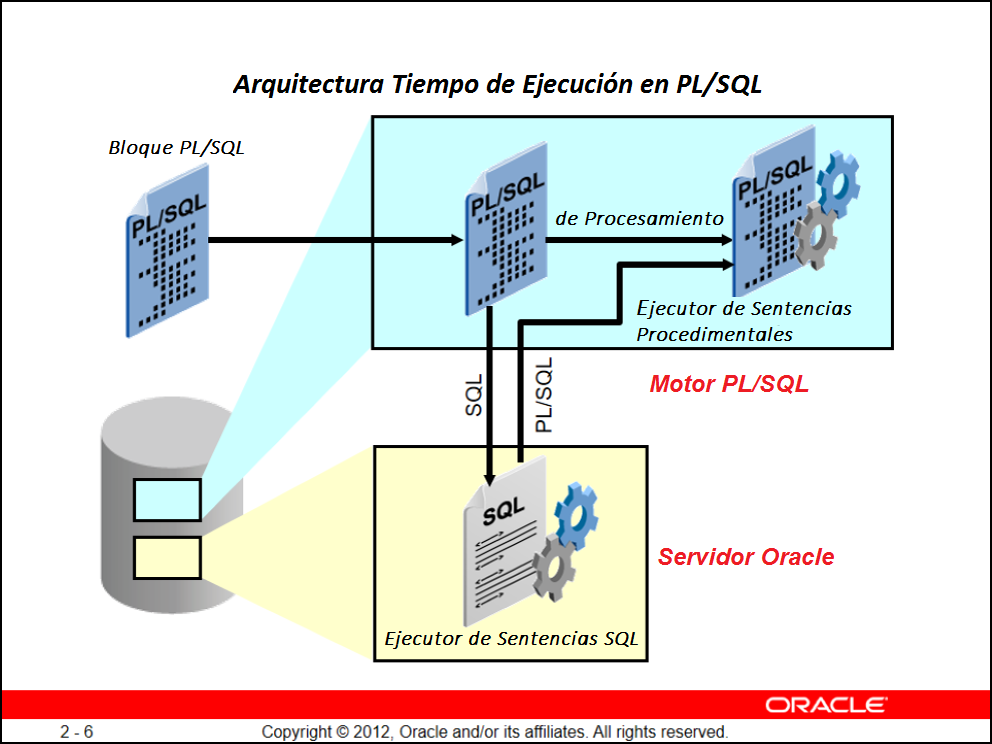 Arquitectura Tiempo de Ejecución en PL/SQL
Bloque PL/SQL
PL/SQL
PL/SQL
de Procesamiento
PL/SQL
Ejecutor de Sentencias
Procedimentales
Motor PL/SQL
SQL
PL/SQL
SQL
Servidor Oracle
Ejecutor de Sentencias SQL
ORACLE
2 - 6
Copyright © 2012, Oracle and/or its affiliates. All rights reserved.